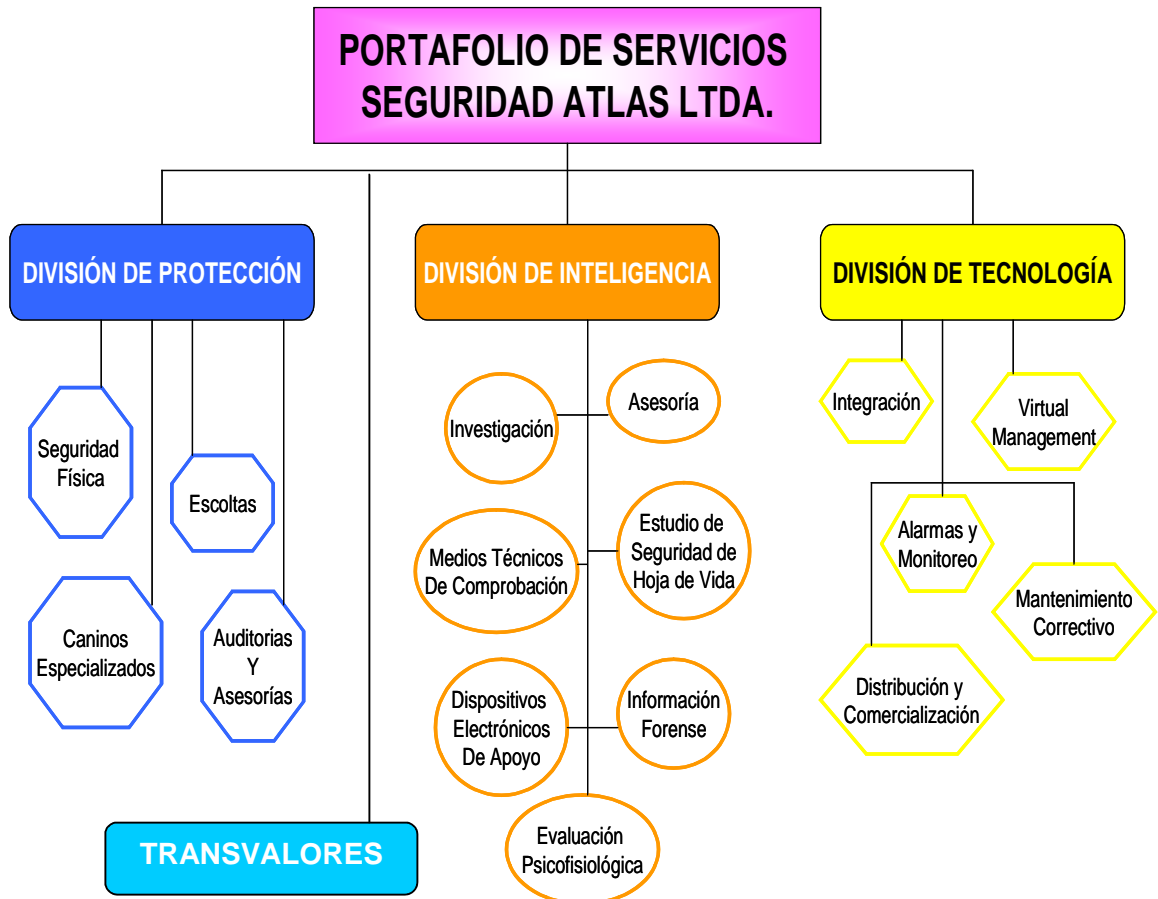 PORTAFOLIO DE SERVICIOS
SEGURIDAD ATLAS LTDA.
DIVISIÓN DE PROTECCIÓN
Seguridad
Física
Escoltas
Caninos
Especializados
Auditorias
Y
Asesorías
DIVISIÓN DE INTELIGENCIA
Investigación
Asesoría
Medios Técnicos
De Comprobación
Estudio de
Seguridad de
Hoja de Vida
Dispositivos
Electrónicos
De Apoyo
Información
Forense
Evaluación
Psicofisiológica
DIVISIÓN DE TECNOLOGÍA
Integración
Virtual
Management
Alarmas y
Monitoreo
Mantenimiento
Correctivo
Distribución y
Comercialización
TRANSVALORES